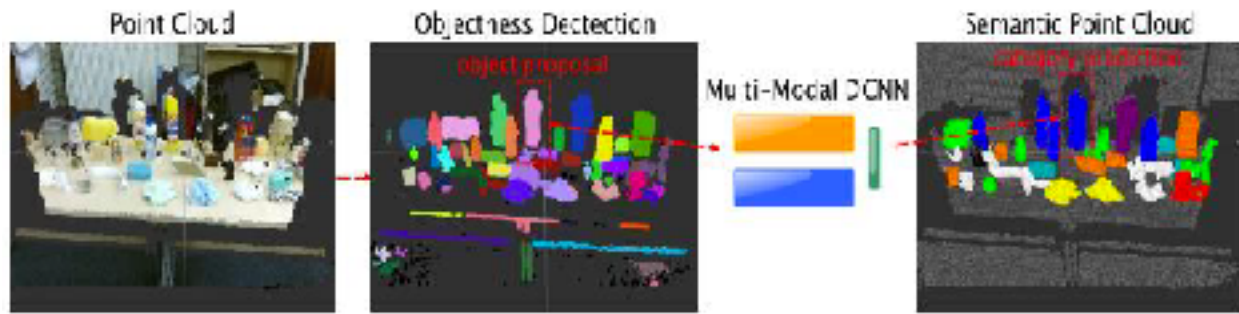 Point Cloud
Objectness Dectection
Semantic Point Cloud
object proposal
category prediction
Multi-Modal DCNN